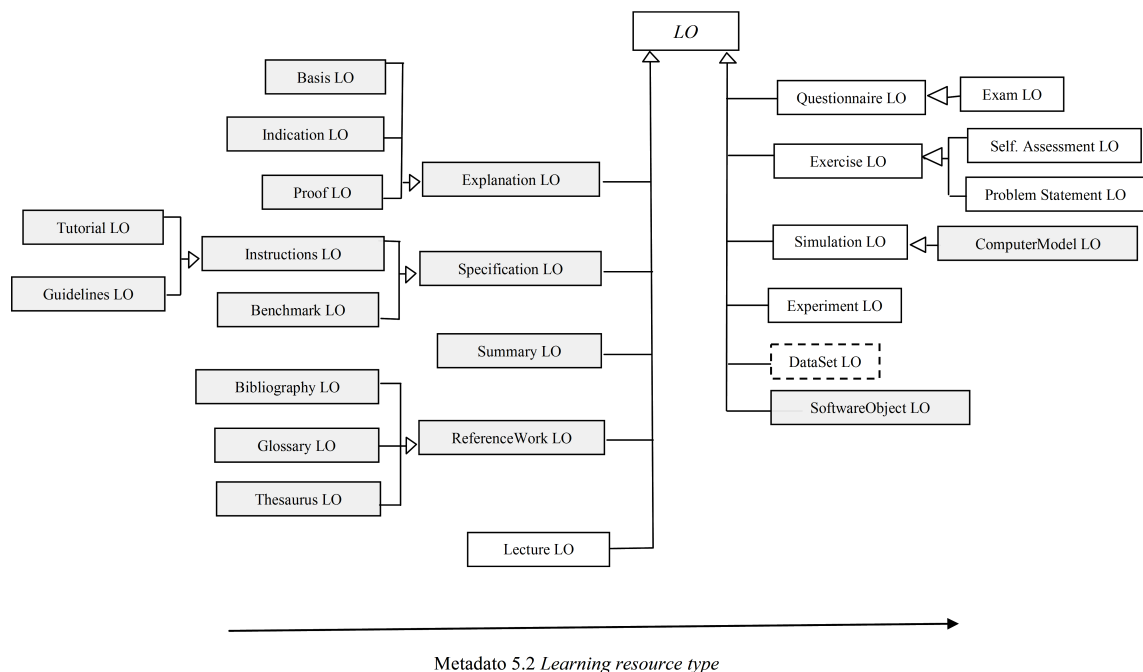 LO
Basis LO
Indication LO
Proof LO
Explanation LO
Tutorial LO
Guidelines LO
Instructions LO
Benchmark LO
Specification LO
Summary LO
Bibliography LO
Glossary LO
Thesaurus LO
ReferenceWork LO
Lecture LO
Questionnaire LO
Exam LO
Exercise LO
Self. Assessment LO
Problem Statement LO
Simulation LO
ComputerModel LO
Experiment LO
DataSet LO
SoftwareObject LO
Metadato 5.2 Learning resource type